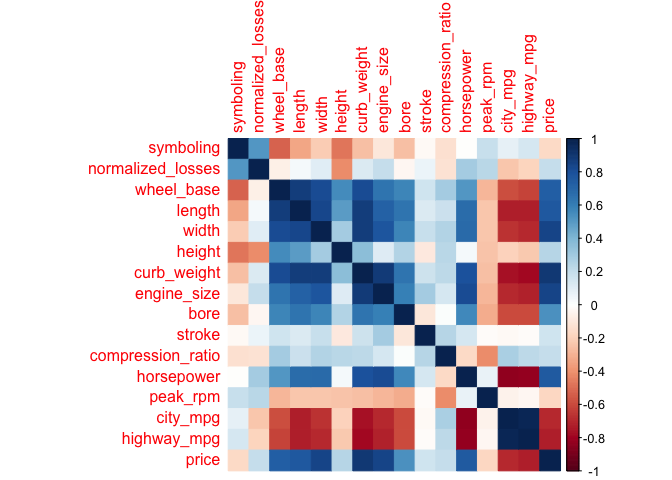 symboling
normalized_losses
wheel_base
length
width
height
curb_weight
engine_size
bore
stroke
compression_ratio
horsepower
peak_rpm
city_mpg
highway_mpg
price
symboling
normalized_losses
wheel_base
length
width
height
curb_weight
engine_size
bore
stroke
compression_ratio
horsepower
peak_rpm
city_mpg
highway_mpg
price
1
0.8
0.6
0.4
0.2
0
-0.2
-0.4
-0.6
-0.8
-1